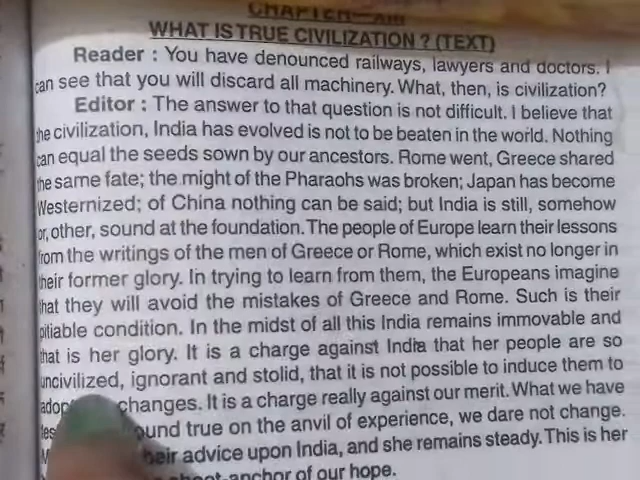 CHAPTER—XIII
WHAT IS TRUE CIVILIZATION ? (TEXT)
Reader : You have denounced railways, lawyers and doctors. I
can see that you will discard all machinery. What, then, is civilization?
Editor : The answer to that question is not difficult. I believe that
the civilization, India has evolved is not to be beaten in the world. Nothing
can equal the seeds sown by our ancestors. Rome went, Greece shared
the same fate; the might of the Pharaohs was broken; Japan has become
Westernized; of China nothing can be said; but India is still, somehow
or, other, sound at the foundation. The people of Europe learn their lessons
from the writings of the men of Greece or Rome, which exist no longer in
their former glory. In trying to learn from them, the Europeans imagine
that they will avoid the mistakes of Greece and Rome. Such is their
pitiable condition. In the midst of all this India remains immovable and
that is her glory. It is a charge against India that her people are so
uncivilized, ignorant and stolid, that it is not possible to induce them to
changes. It is a charge really against our merit. What we have
true on the anvil of experience, we dare not change.
their advice upon India, and she remains steady. This is her
anchor of our hope.